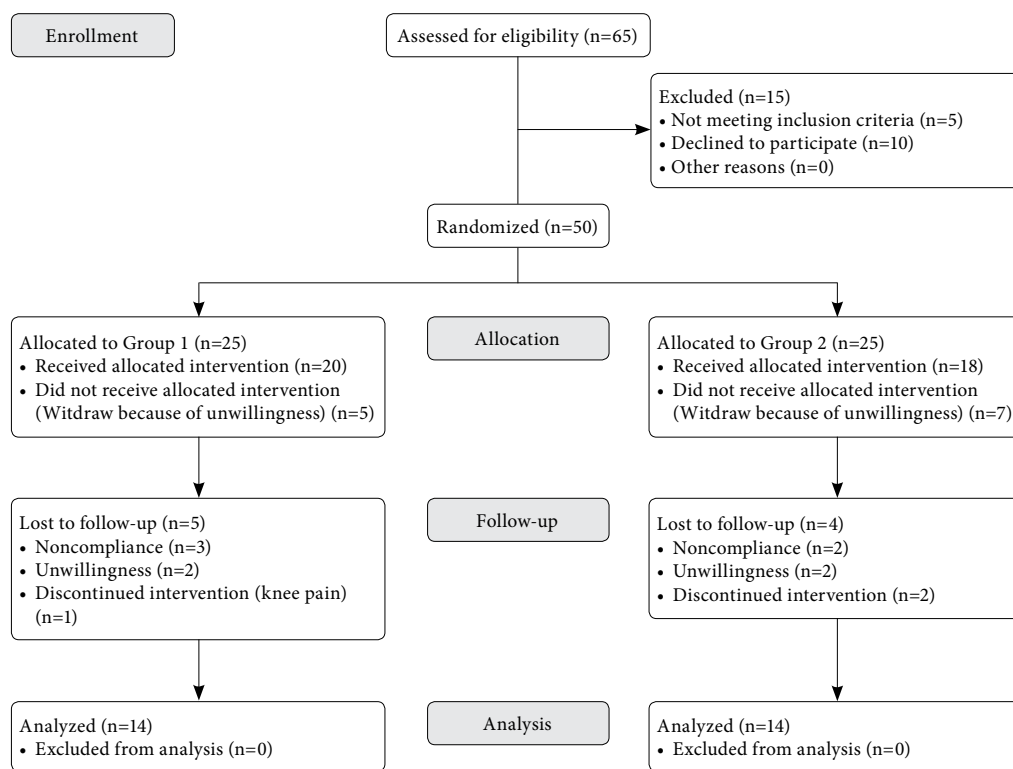 Enrollment
Assessed for eligibility (n=65)
Excluded (n=15)
• Not meeting inclusion criteria (n=5)
• Declined to participate (n=10)
• Other reasons (n=0)
Randomized (n=50)
Allocated to Group 1 (n=25)
• Received allocated intervention (n=20)
• Did not receive allocated intervention
(Witdraw because of unwillingness) (n=5)
Allocation
Allocated to Group 2 (n=25)
• Received allocated intervention (n=18)
• Did not receive allocated intervention
(Witdraw because of unwillingness) (n=7)
Lost to follow-up (n=5)
• Noncompliance (n=3)
• Unwillingness (n=2)
• Discontinued intervention (knee pain)
(n=1)
Follow-up
Lost to follow-up (n=4)
• Noncompliance (n=2)
• Unwillingness (n=2)
• Discontinued intervention (n=2)
Analyzed (n=14)
• Excluded from analysis (n=0)
Analysis
Analyzed (n=14)
• Excluded from analysis (n=0)